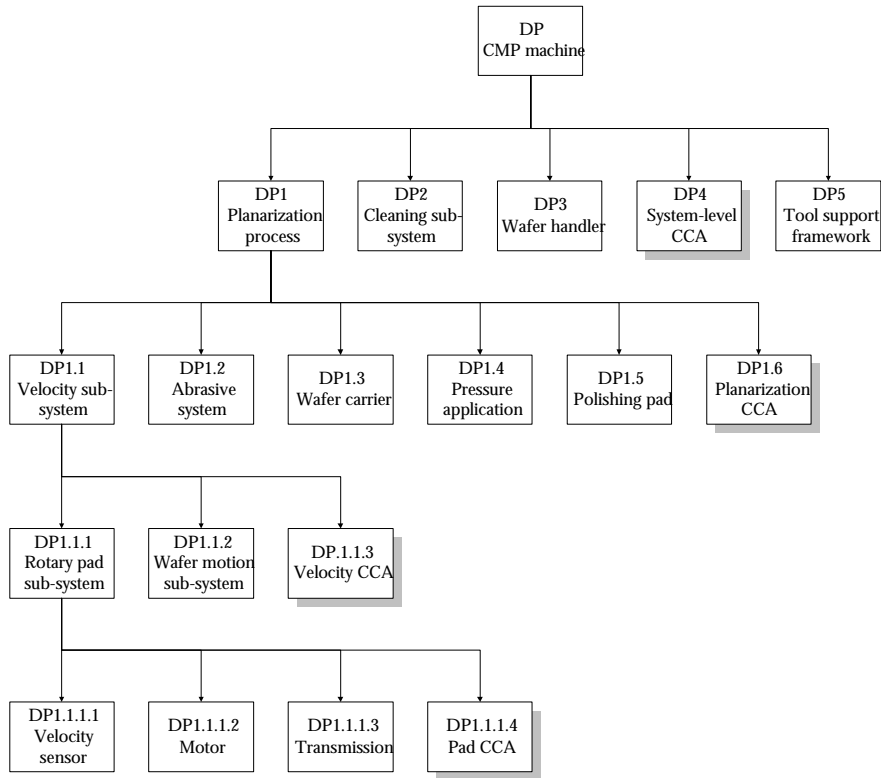 DP
CMP machine
DP1
Planarization
process
DP2
Cleaning sub-
system
DP3
Wafer handler
DP4
System-level
CCA
DP5
Tool support
framework
DP1.1
Velocity sub-
system
DP1.2
Abrasive
system
DP1.3
Wafer carrier
DP1.4
Pressure
application
DP1.5
Polishing pad
DP1.6
Planarization
CCA
DP1.1.1
Rotary pad
sub-system
DP1.1.2
Wafer motion
sub-system
DP.1.1.3
Velocity CCA
DP1.1.1.1
Velocity
sensor
DP1.1.1.2
Motor
DP1.1.1.3
Transmission
DP1.1.1.4
Pad CCA